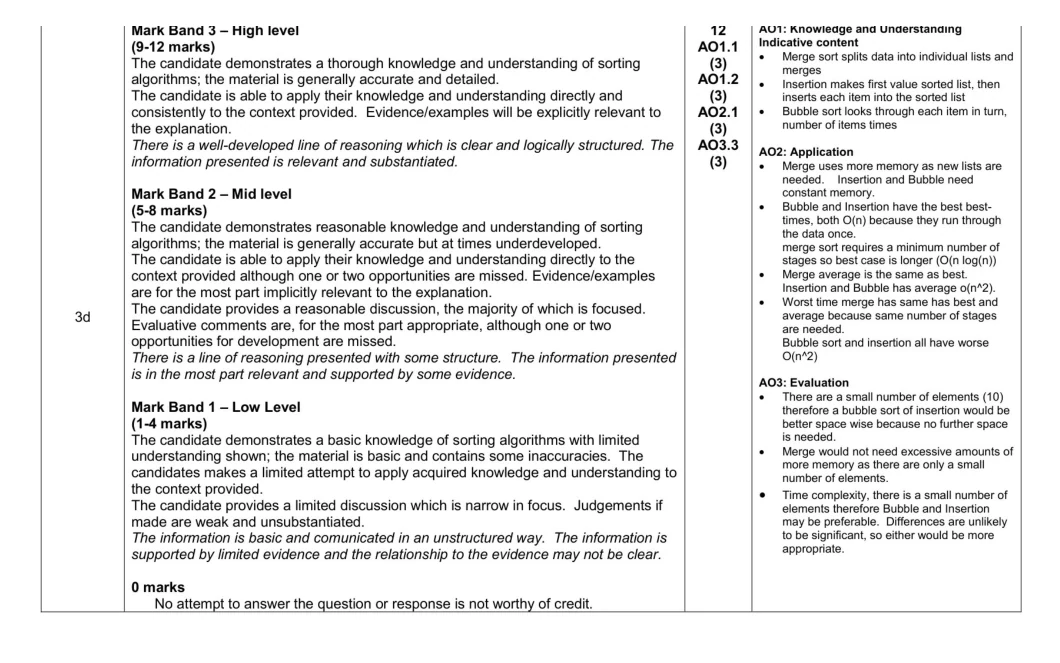 3d
Mark Band 3 – High level
(9-12 marks)
The candidate demonstrates a thorough knowledge and understanding of sorting
algorithms; the material is generally accurate and detailed.
The candidate is able to apply their knowledge and understanding directly and
consistently to the context provided.  Evidence/examples will be explicitly relevant to
the explanation.
There is a well-developed line of reasoning which is clear and logically structured. The
information presented is relevant and substantiated.
Mark Band 2 – Mid level
(5-8 marks)
The candidate demonstrates reasonable knowledge and understanding of sorting
algorithms; the material is generally accurate but at times underdeveloped.
The candidate is able to apply their knowledge and understanding directly to the
context provided although one or two opportunities are missed. Evidence/examples
are for the most part implicitly relevant to the explanation.
The candidate provides a reasonable discussion, the majority of which is focused.
Evaluative comments are, for the most part appropriate, although one or two
opportunities for development are missed.
There is a line of reasoning presented with some structure.  The information presented
is in the most part relevant and supported by some evidence.
Mark Band 1 – Low Level
(1-4 marks)
The candidate demonstrates a basic knowledge of sorting algorithms with limited
understanding shown; the material is basic and contains some inaccuracies.  The
candidates makes a limited attempt to apply acquired knowledge and understanding to
the context provided.
The candidate provides a limited discussion which is narrow in focus.  Judgements if
made are weak and unsubstantiated.
The information is basic and comunicated in an unstructured way.  The information is
supported by limited evidence and the relationship to the evidence may not be clear.
0 marks
No attempt to answer the question or response is not worthy of credit.
12
AO1.1
(3)
AO1.2
(3)
AO2.1
(3)
AO3.3
(3)
AO1: Knowledge and Understanding
Indicative content
• Merge sort splits data into individual lists and
merges
• Insertion makes first value sorted list, then
inserts each item into the sorted list
• Bubble sort looks through each item in turn,
number of items times
AO2: Application
• Merge uses more memory as new lists are
needed.    Insertion and Bubble need
constant memory.
• Bubble and Insertion have the best best-
times, both O(n) because they run through
the data once.
merge sort requires a minimum number of
stages so best case is longer (O(n log(n))
• Merge average is the same as best.
Insertion and Bubble has average o(n^2).
• Worst time merge has same has best and
average because same number of stages
are needed.
Bubble sort and insertion all have worse
O(n^2)
AO3: Evaluation
• There are a small number of elements (10)
therefore a bubble sort of insertion would be
better space wise because no further space
is needed.
• Merge would not need excessive amounts of
more memory as there are only a small
number of elements.
• Time complexity, there is a small number of
elements therefore Bubble and Insertion
may be preferable.  Differences are unlikely
to be significant, so either would be more
appropriate.